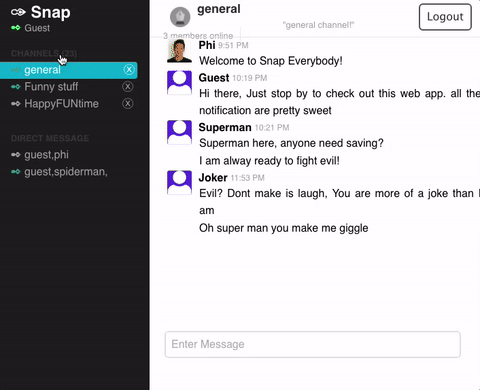 Snap
Guest
CHANNELS (23)
general
Funny stuff
HappyFUNtime
DIRECT MESSAGE
guest,phi
guest,spiderman,
general
"general channel!"
3 members online
Logout
Phi 9:51 PM
Welcome to Snap Everybody!
Guest 10:19 PM
Hi there, Just stop by to check out this web app. all the
notification are pretty sweet
Superman 10:21 PM
Superman here, anyone need saving?
I am alway ready to fight evil!
Joker 11:53 PM
Evil? Dont make is laugh, You are more of a joke than I
am
Oh super man you make me giggle
Enter Message